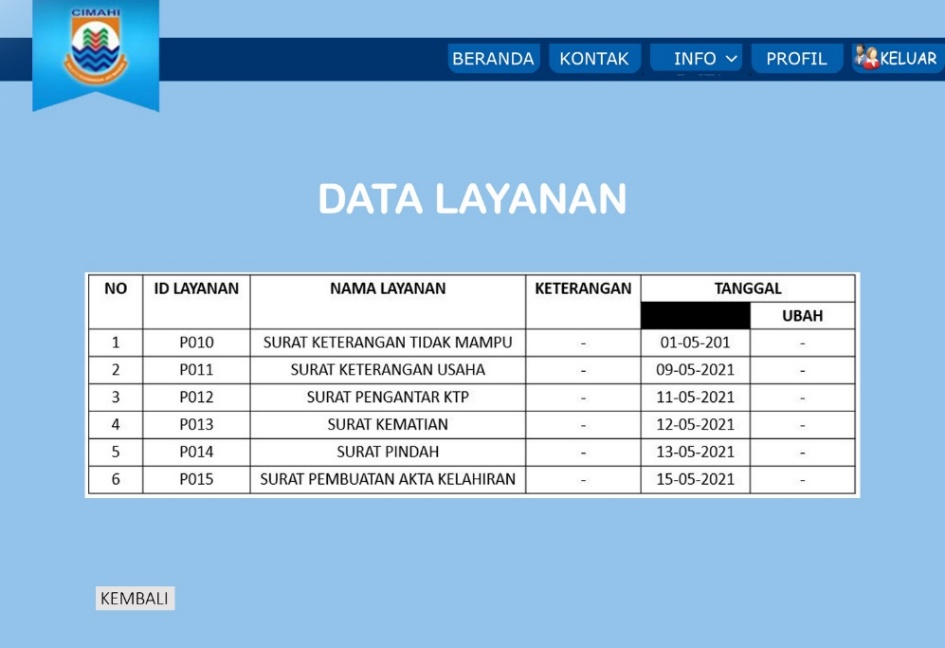 CIMAHI
BERANDA KONTAK INFO PROFIL KELUAR
DATA LAYANAN
NO ID LAYANAN NAMA LAYANAN KETERANGAN TANGGAL
UBAH
1 P010 SURAT KETERANGAN TIDAK MAMPU - 01-05-201 -
2 P011 SURAT KETERANGAN USAHA - 09-05-2021 -
3 P012 SURAT PENGANTAR KTP - 11-05-2021 -
4 P013 SURAT KEMATIAN - 12-05-2021 -
5 P014 SURAT PINDAH - 13-05-2021 -
6 P015 SURAT PEMBUATAN AKTA KELAHIRAN - 15-05-2021 -
KEMBALI